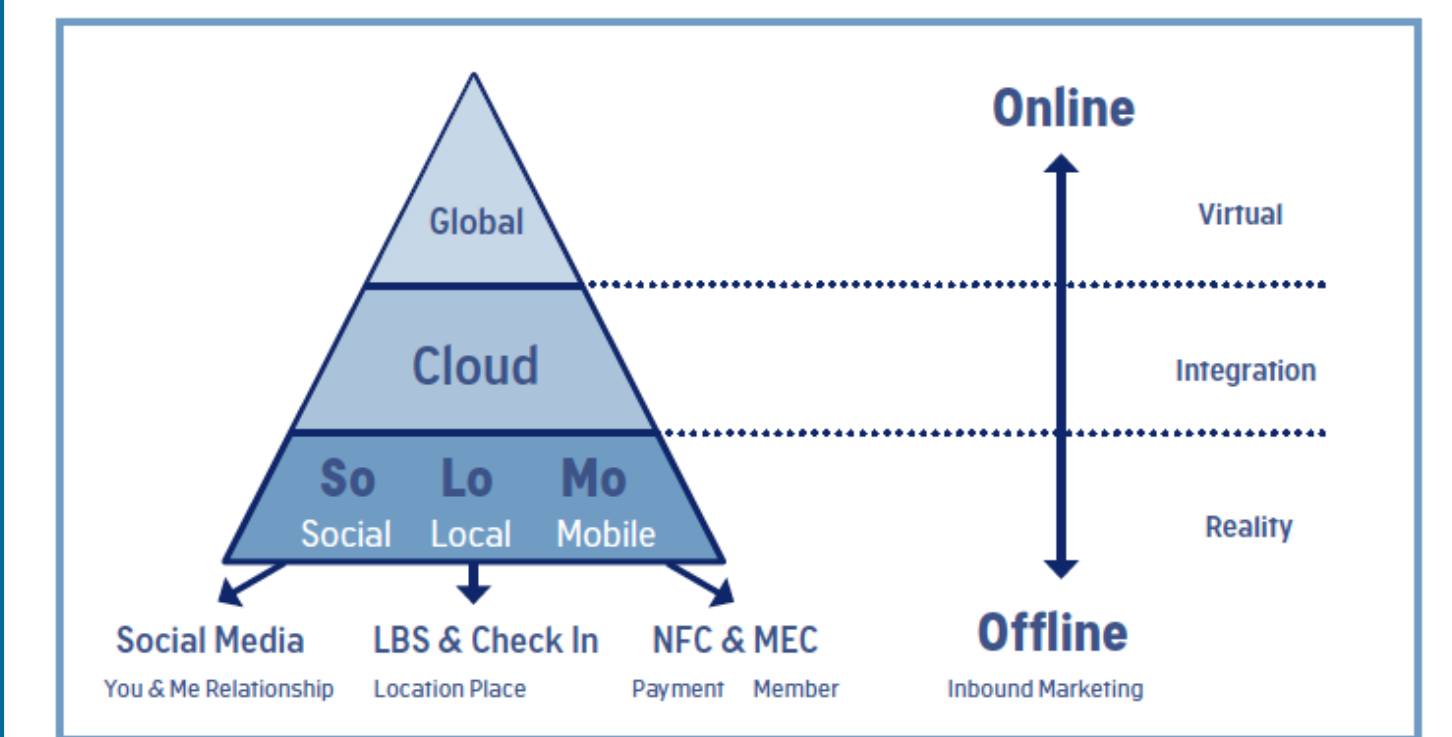 Online
Global
Virtual
Cloud
Integration
So Lo Mo
Social Local Mobile
Reality
Social Media LBS & Check In NFC & MEC Offline
You & Me Relationship Location Place Payment Member Inbound Marketing